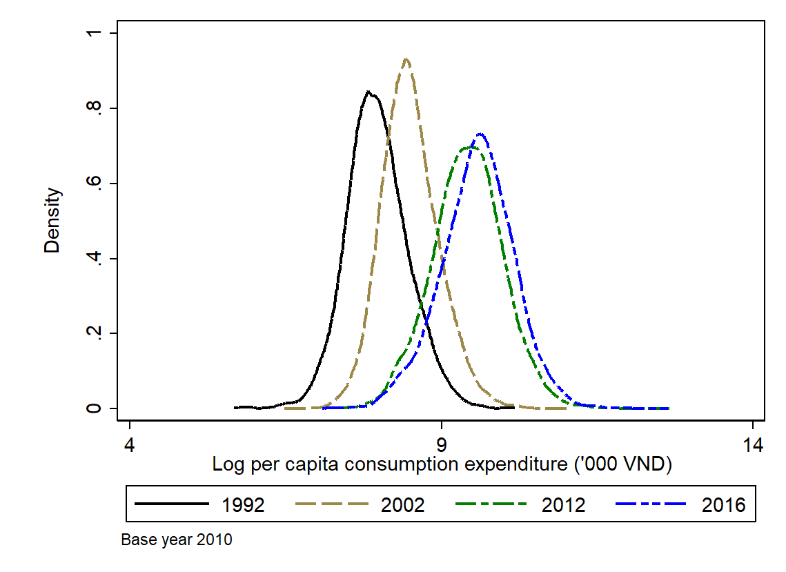 Density
1
.8
.6
.4
.2
0
4 9 14
Log per capita consumption expenditure ('000 VND)
1992 2002 2012 2016
Base year 2010